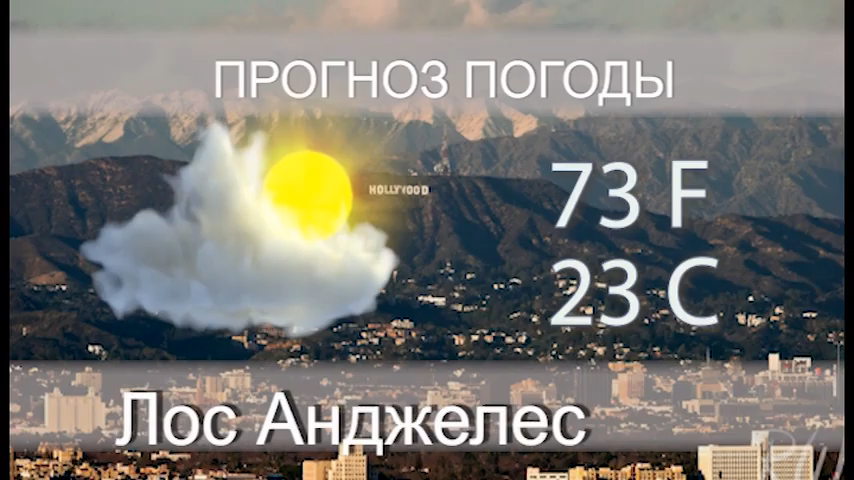 ПРОГНОЗ ПОГОДЫ
HOLLYWOOD
73 F
23 C
Лос Анджелес